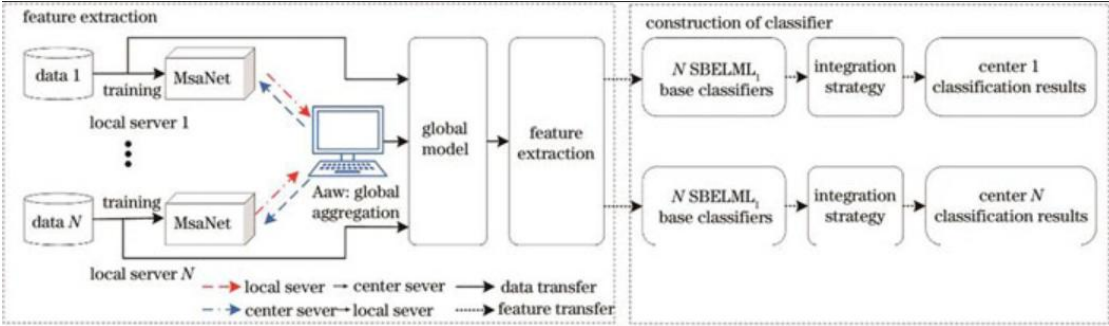 feature extraction
data 1
training
MsaNet
local server 1
data N
training
MsaNet
local server N
Aaw: global
aggregation
global
model
feature
extraction
local sever → center sever
data transfer
center sever → local sever
feature transfer
construction of classifier
N SBELML₁
base classifiers
integration
strategy
center 1
classification results
N SBELML₁
base classifiers
integration
strategy
center N
classification results